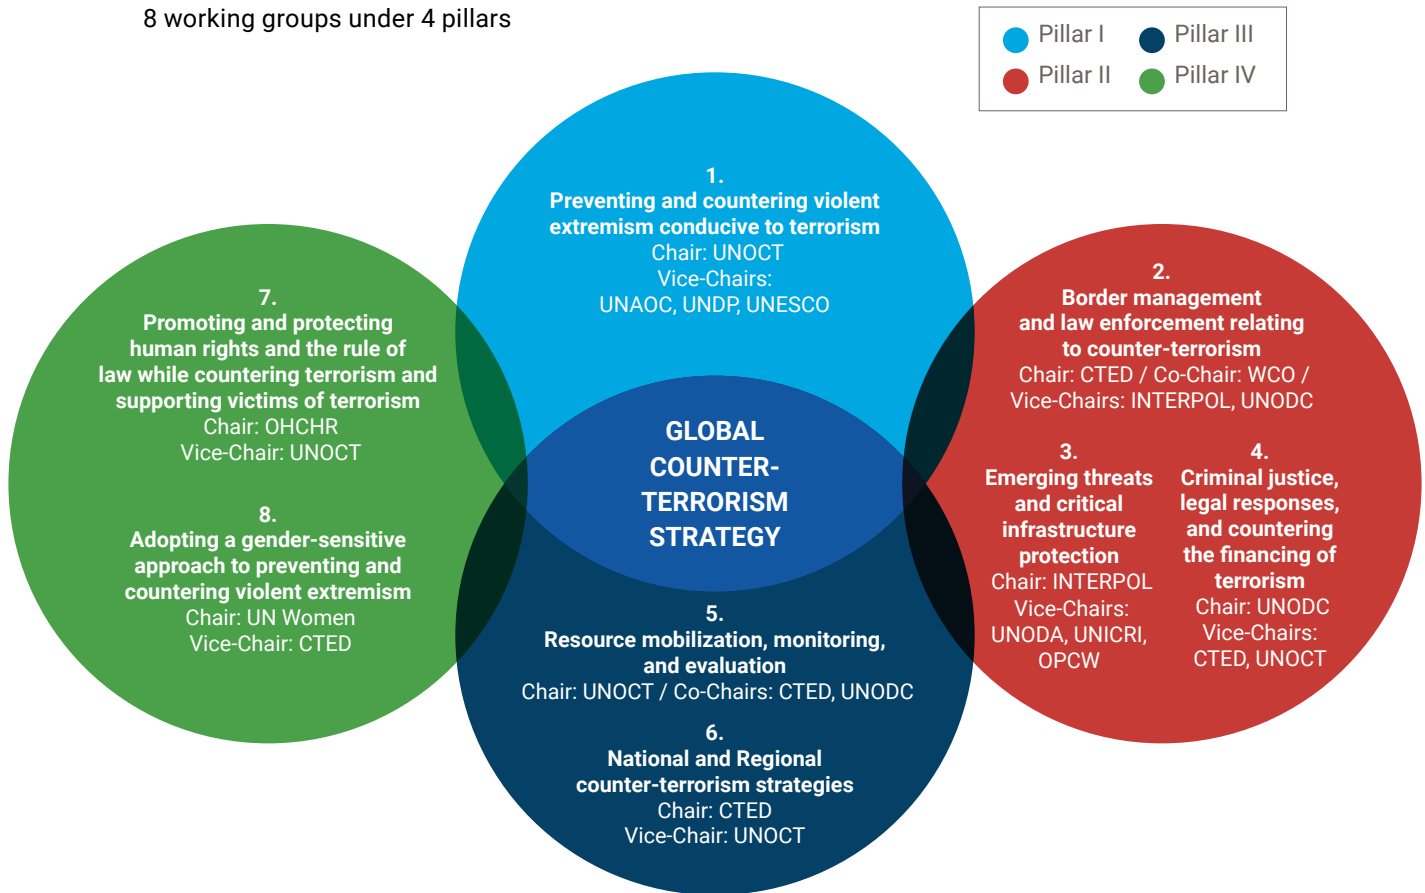 8 working groups under 4 pillars
Pillar I
Pillar III
Pillar II
Pillar IV
1.
Preventing and countering violent
extremism conducive to terrorism
Chair: UNOCT
Vice-Chairs:
UNAOC, UNDP, UNESCO
7.
Promoting and protecting
human rights and the rule of
law while countering terrorism and
supporting victims of terrorism
Chair: OHCHR
Vice-Chair: UNOCT
8.
Adopting a gender-sensitive
approach to preventing and
countering violent extremism
Chair: UN Women
Vice-Chair: CTED
GLOBAL
COUNTER-
TERRORISM
STRATEGY
2.
Border management
and law enforcement relating
to counter-terrorism
Chair: CTED / Co-Chair: WCO /
Vice-Chairs: INTERPOL, UNODC
3.
Emerging threats
and critical
infrastructure
protection
Chair: INTERPOL
Vice-Chairs:
UNODA, UNICRI,
OPCW
4.
Criminal justice,
legal responses,
and countering
the financing of
terrorism
Chair: UNODC
Vice-Chairs:
CTED, UNOCT
5.
Resource mobilization, monitoring,
and evaluation
Chair: UNOCT / Co-Chairs: CTED, UNODC
6.
National and Regional
counter-terrorism strategies
Chair: CTED
Vice-Chair: UNOCT